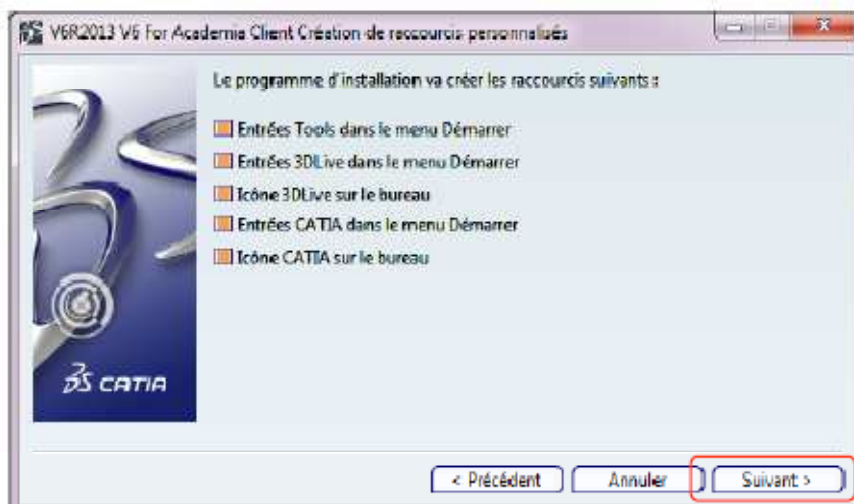 V6R2013 V6 For Academia Client Création de raccourcis personnalisés
Le programme d'installation va créer les raccourcis suivants :
Entrées Tools dans le menu Démarrer
Entrées 3DLive dans le menu Démarrer
Icône 3DLive sur le bureau
Entrées CATIA dans le menu Démarrer
Icône CATIA sur le bureau
DS CATIA
< Précédent
Annuler
Suivant >